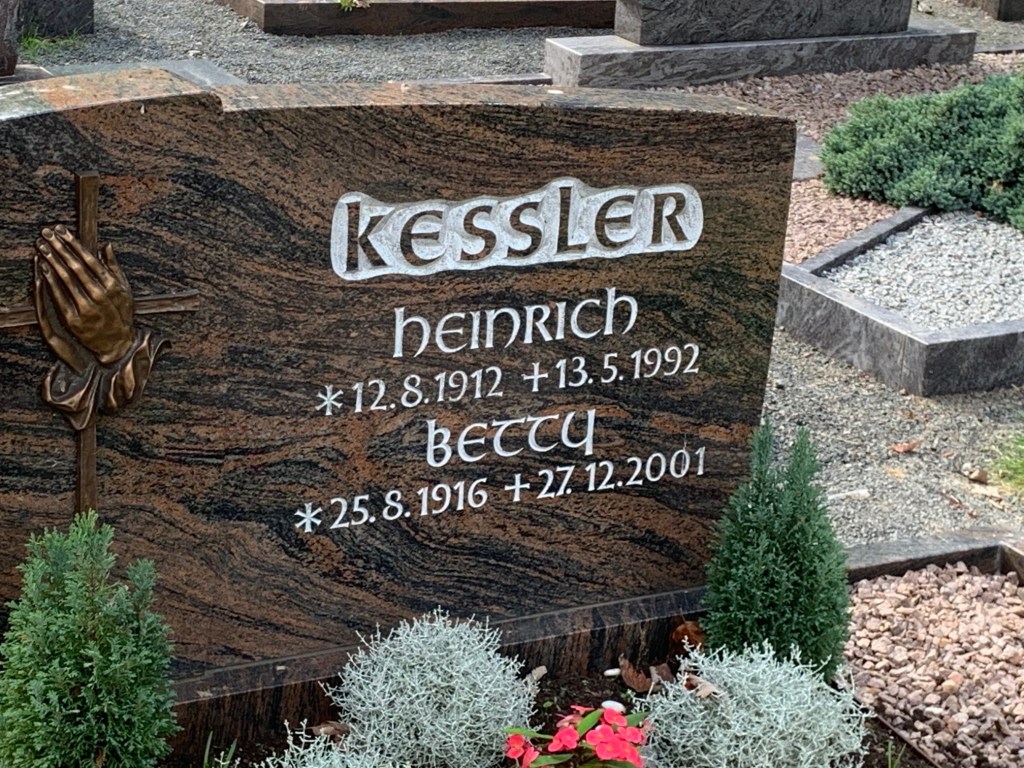 KESSLER
HEINRICH
*12.8.1912 +13.5.1992
BETTY
*25.8.1916 +27.12.2001